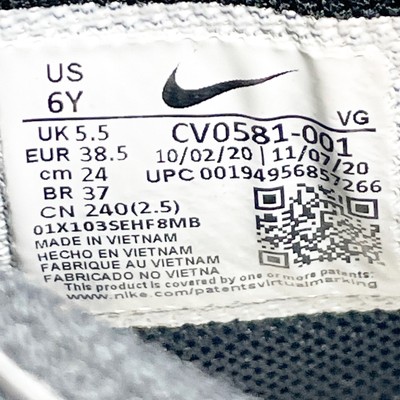 US
6Y
VG
UK 5.5
CV0581-001
EUR 38.5
10/02/20 | 11/07/20
cm 24
UPC 00194956857266
BR 37
CN 240(2.5)
01X103SEHF8MB
MADE IN VIETNAM
HECHO EN VIETNAM
FABRIQUE AU VIETNAM
FABRICADO NO VIETNA
This product is covered by one or more patents:
www.nike.com/patentsvirtualmarking